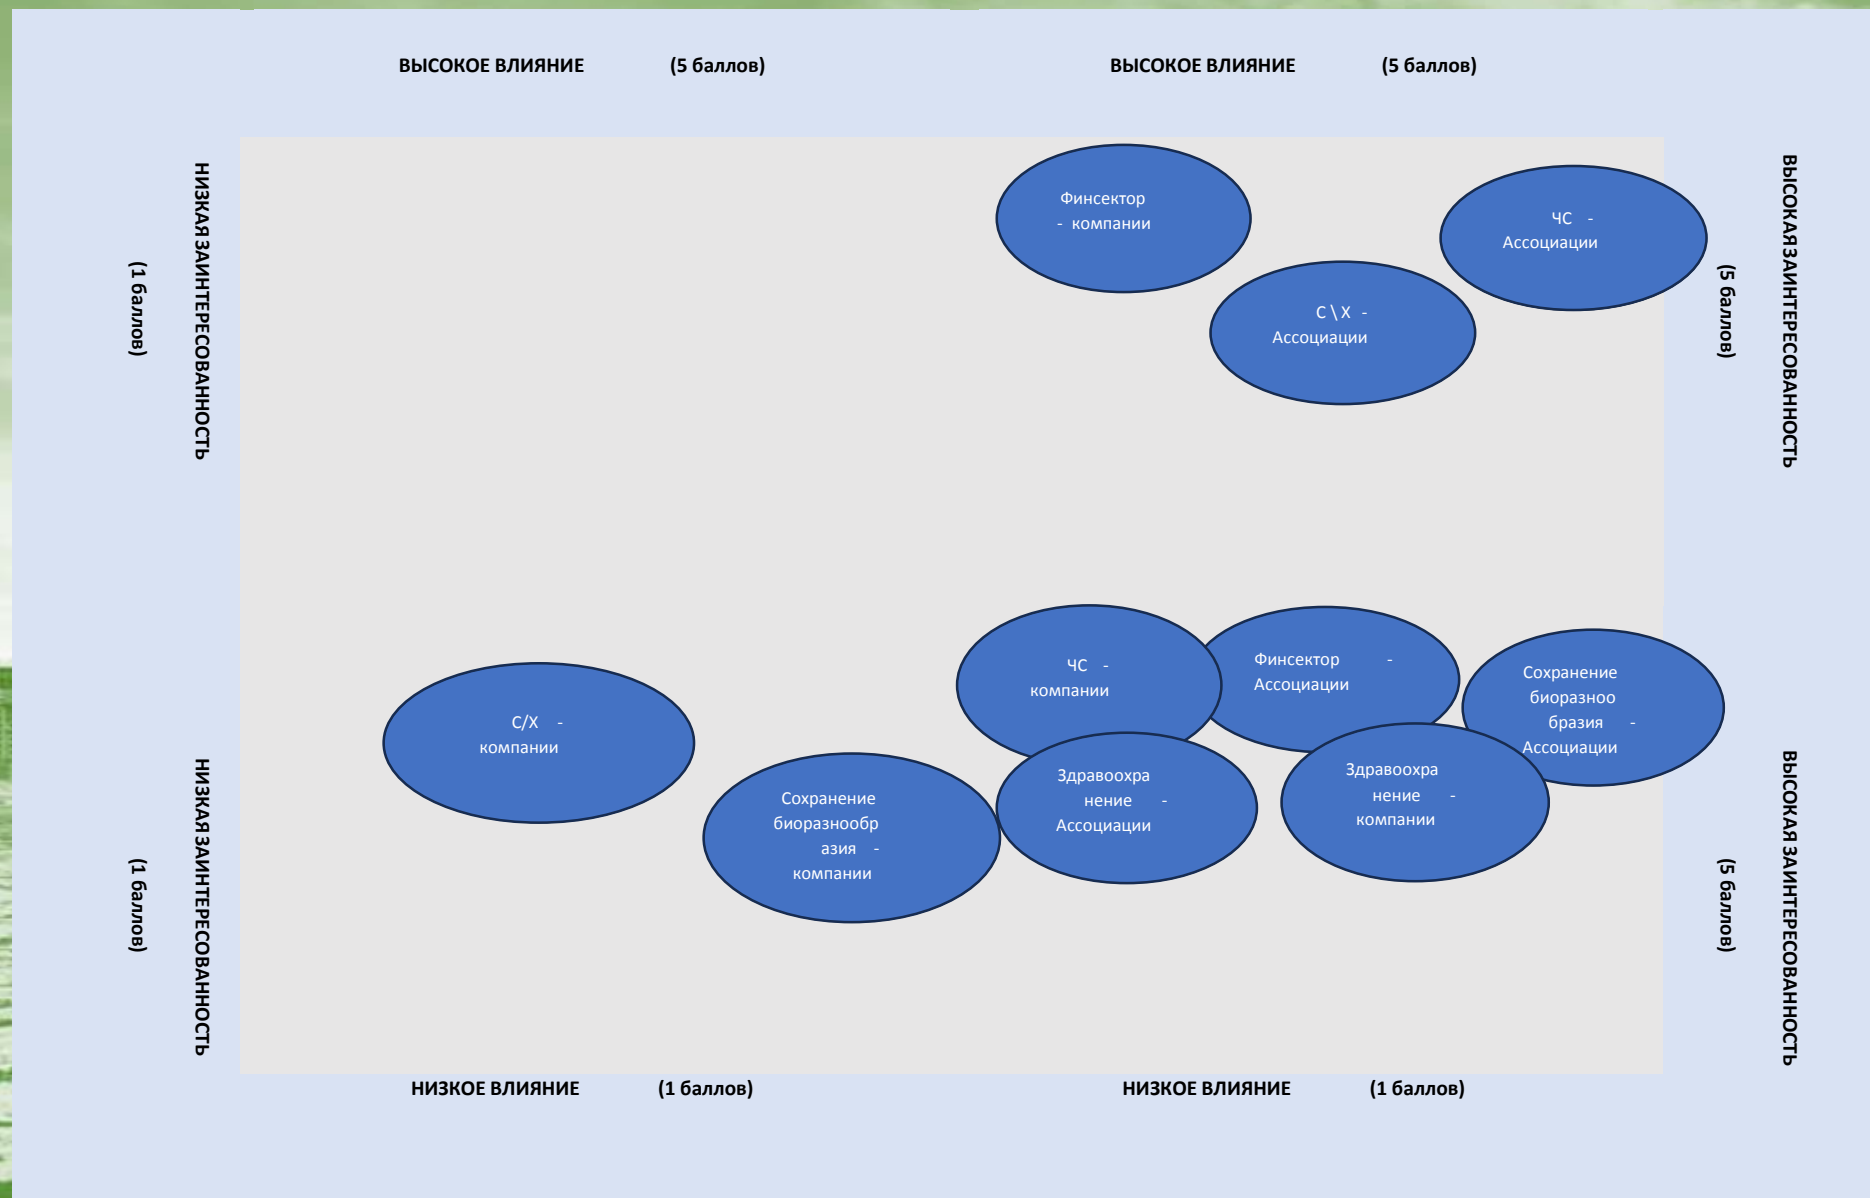 ВЫСОКОЕ ВЛИЯНИЕ (5 баллов)
ВЫСОКОЕ ВЛИЯНИЕ (5 баллов)
НИЗКАЯ ЗАИНТЕРЕСОВАННОСТЬ
(1 баллов)
Финсектор
- компании
ЧС -
Ассоциации
С \ Х -
Ассоциации
ВЫСОКАЯ ЗАИНТЕРЕСОВАННОСТЬ
(5 баллов)
НИЗКАЯ ЗАИНТЕРЕСОВАННОСТЬ
(1 баллов)
С/Х -
компании
Сохранение
биоразнообр
азия -
компании
ЧС -
компании
Финсектор -
Ассоциации
Сохранение
биоразноо
бразия -
Ассоциации
Здравоохра
нение -
Ассоциации
Здравоохра
нение -
компании
ВЫСОКАЯ ЗАИНТЕРЕСОВАННОСТЬ
(5 баллов)
НИЗКОЕ ВЛИЯНИЕ (1 баллов)
НИЗКОЕ ВЛИЯНИЕ (1 баллов)